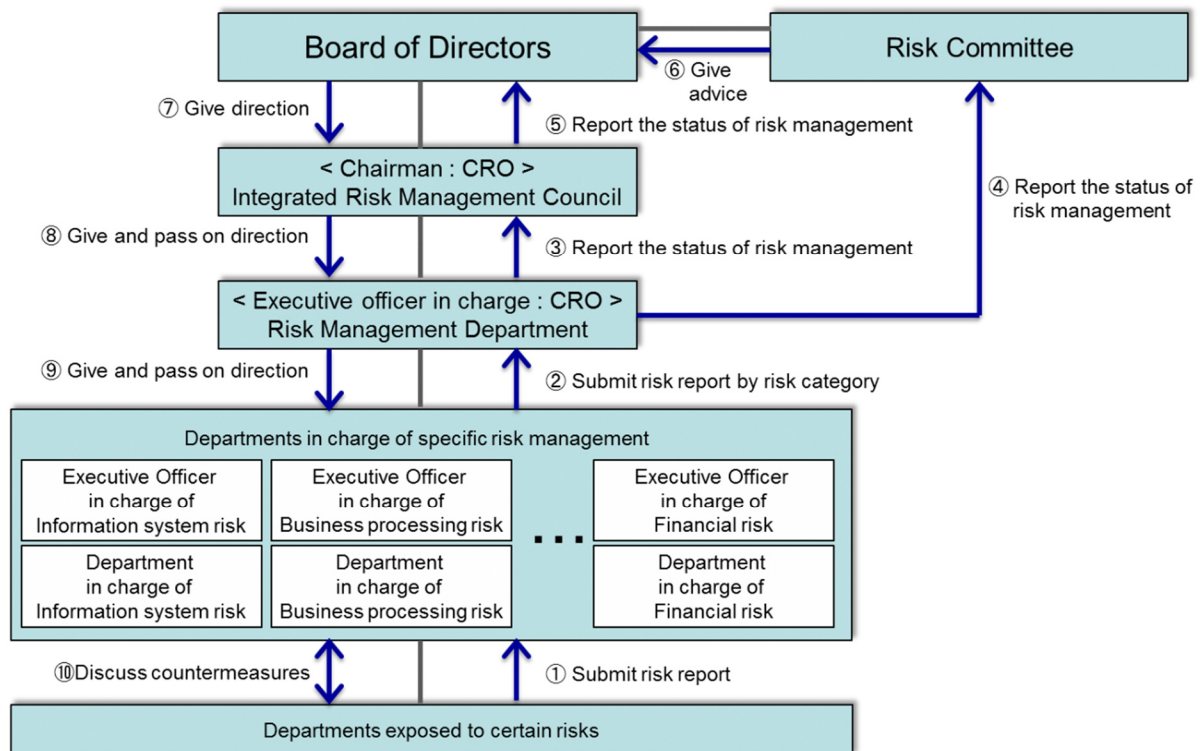 Board of Directors
Risk Committee
⑥ Give
advice
⑦ Give direction
⑤ Report the status of risk management
< Chairman : CRO >
Integrated Risk Management Council
④ Report the status of
risk management
⑧ Give and pass on direction
③ Report the status of risk management
< Executive officer in charge : CRO >
Risk Management Department
⑨ Give and pass on direction
② Submit risk report by risk category
Departments in charge of specific risk management
Executive Officer
in charge of
Information system risk
Executive Officer
in charge of
Business processing risk
...
Executive Officer
in charge of
Financial risk
Department
in charge of
Information system risk
Department
in charge of
Business processing risk
Department
in charge of
Financial risk
⑩Discuss countermeasures
① Submit risk report
Departments exposed to certain risks